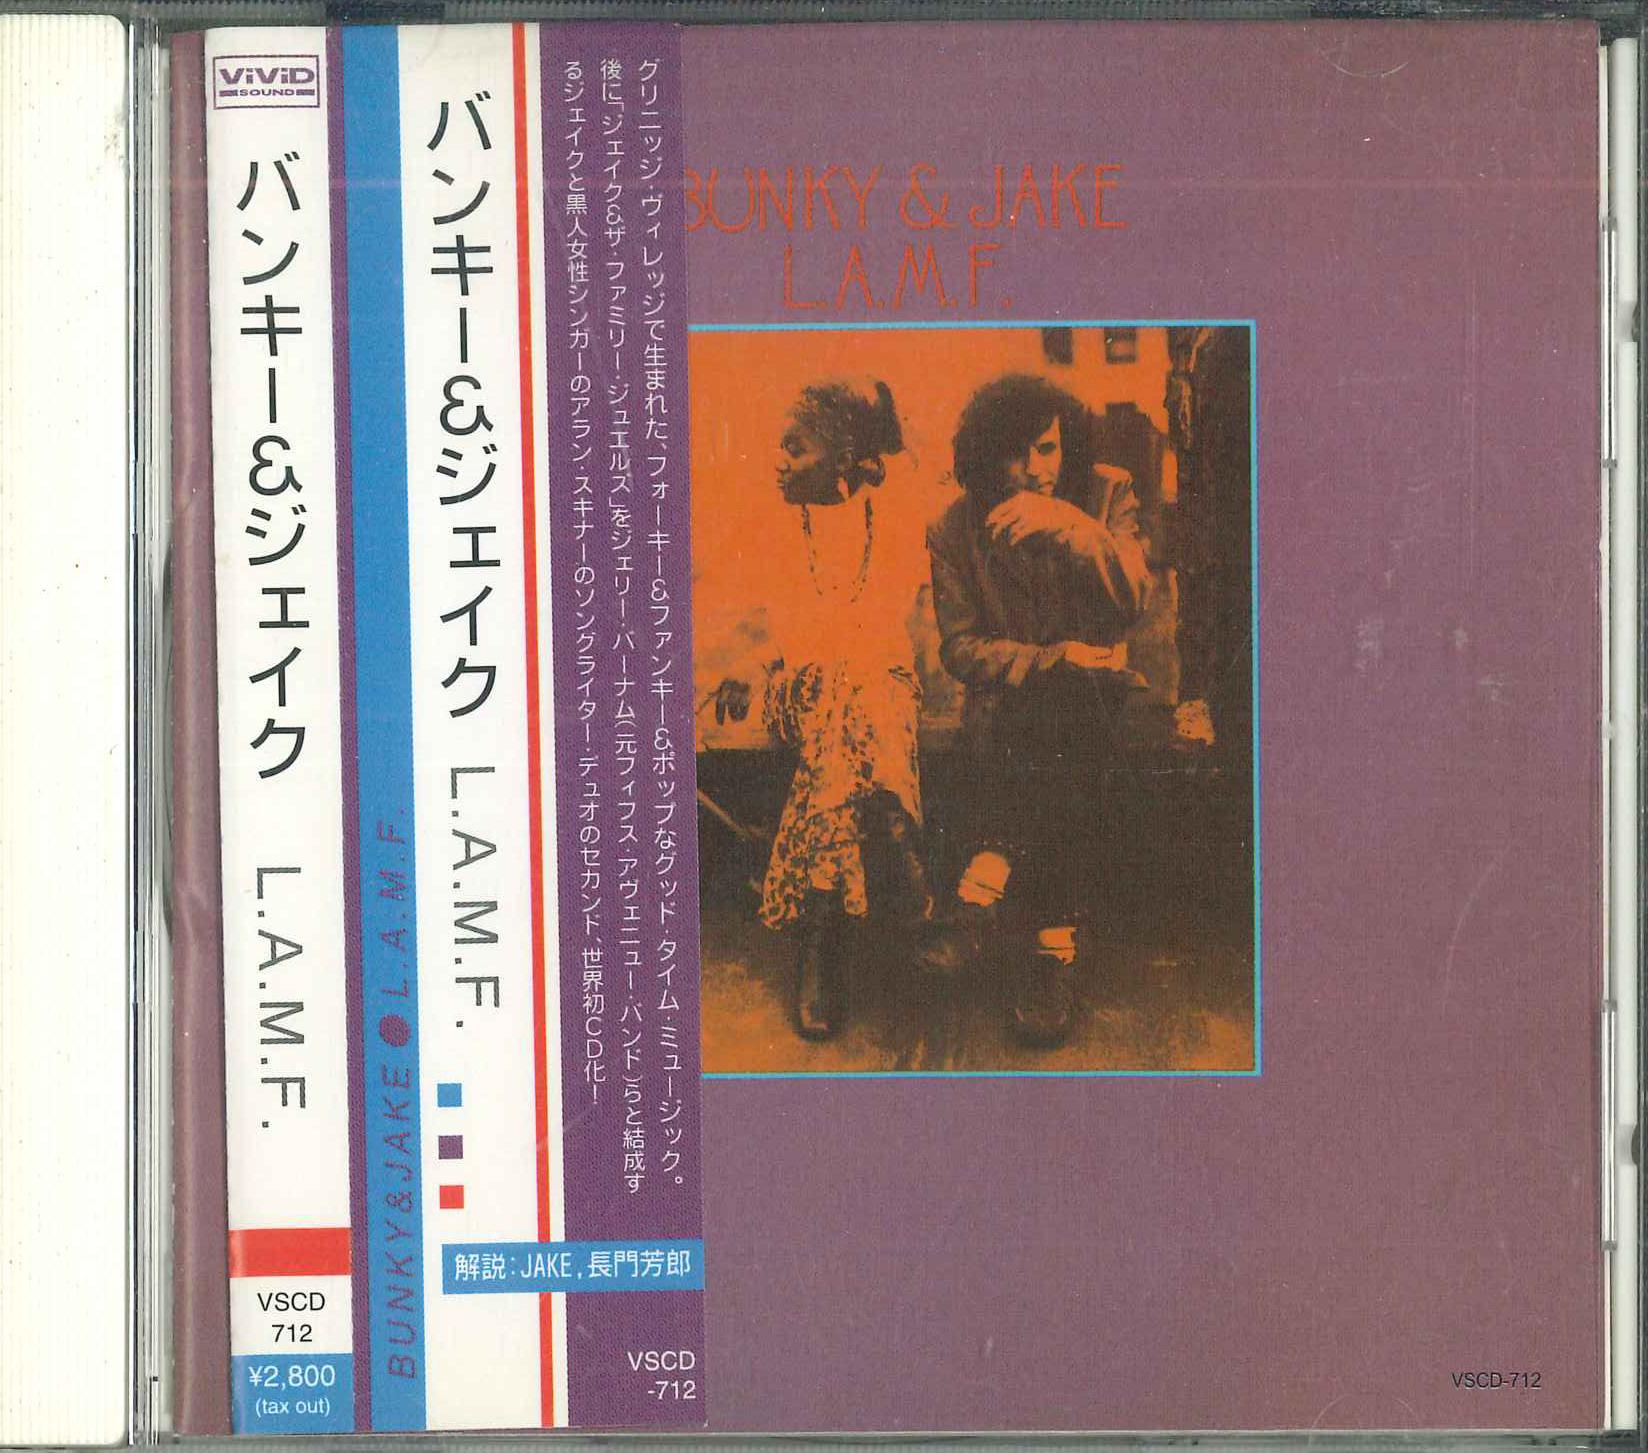 ViViD
SOUND
バンキー&ジェイク L.A.M.F.
VSCD
712
¥2,800
(tax out)
BUNKY&JAKE●L.A.M.F.
バンキー&ジェイク L.A.M.F.
グリニッジ・ヴィレッジで生まれた、フォーキー&ファンキー&ポップなグッド・タイム・ミュージック。
後に「ジェイク&ザ・ファミリー・ジュエルズ」をジェリー・バーナム(元フィフス・アヴェニュー・バンド)らと結成す
るジェイクと黒人女性シンガーのアラン・スキナーのソングライター・デュオのセカンド、世界初CD化!
解説:JAKE,長門芳郎
VSCD
-712
BUNKY & JAKE
L.A.M.F.
VSCD-712